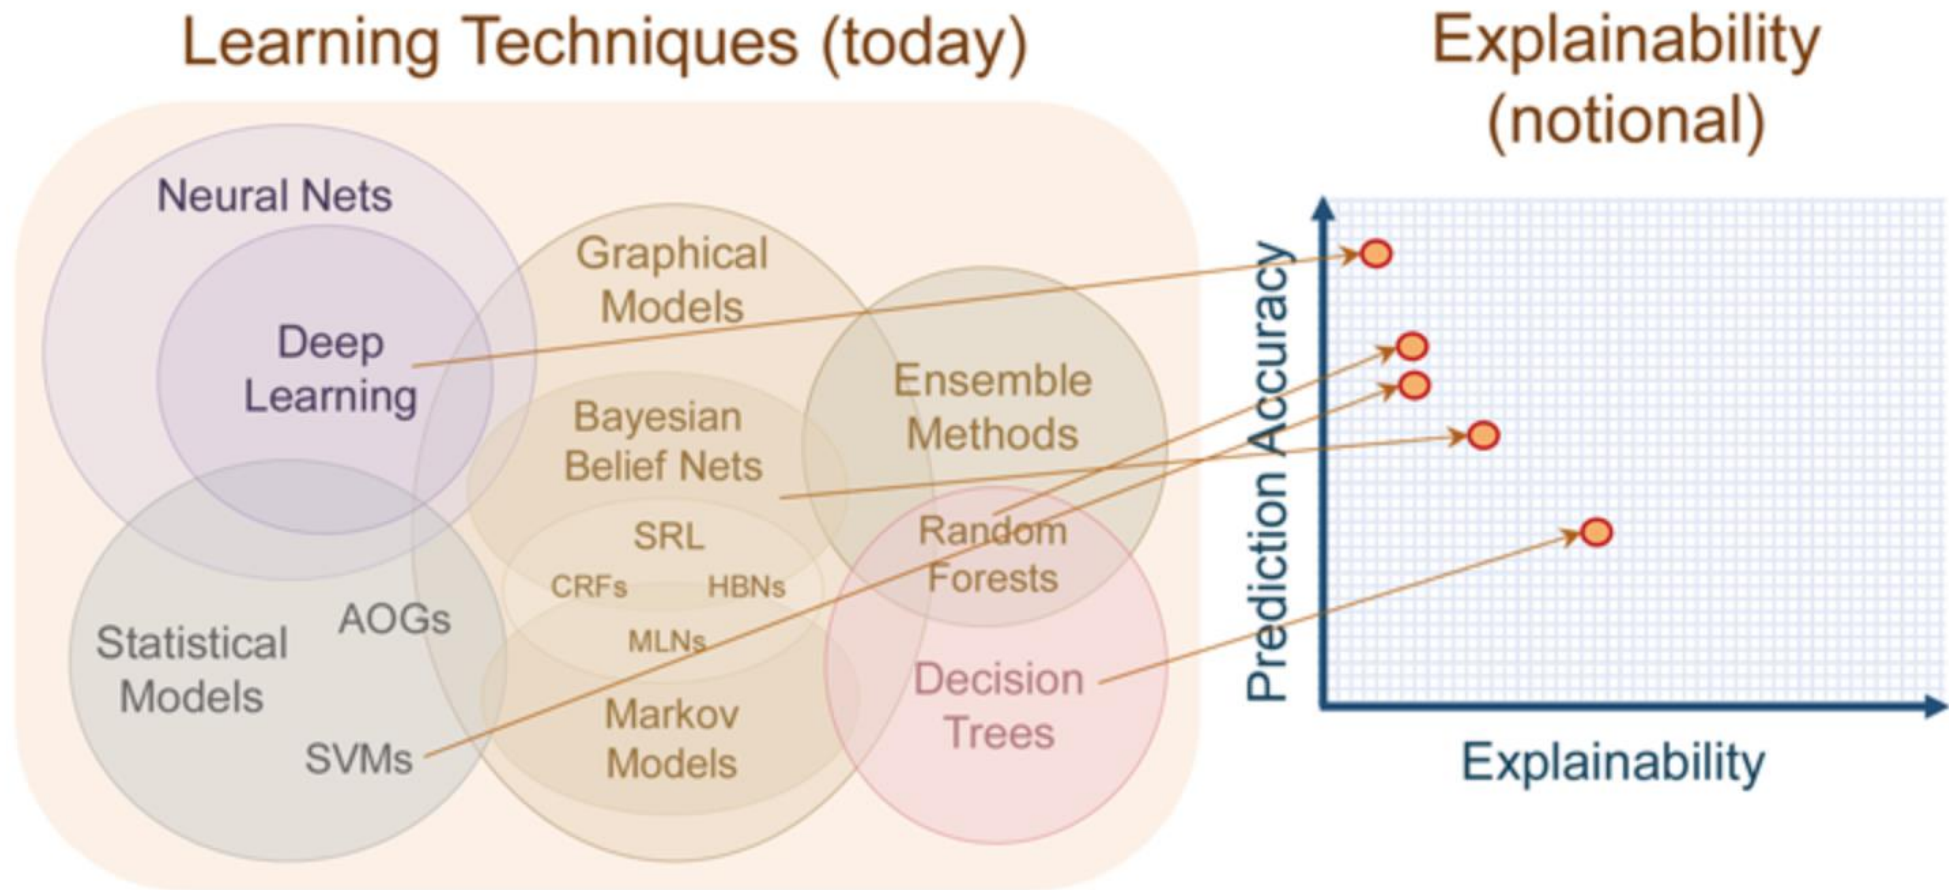 Learning Techniques (today)
Explainability
(notional)
Neural Nets
Deep
Learning
Graphical
Models
Ensemble
Methods
Bayesian
Belief Nets
SRL
CRFs
HBNs
MLNs
Markov
Models
Random
Forests
Decision
Trees
AOGs
Statistical
Models
SVMs
Prediction Accuracy
Explainability